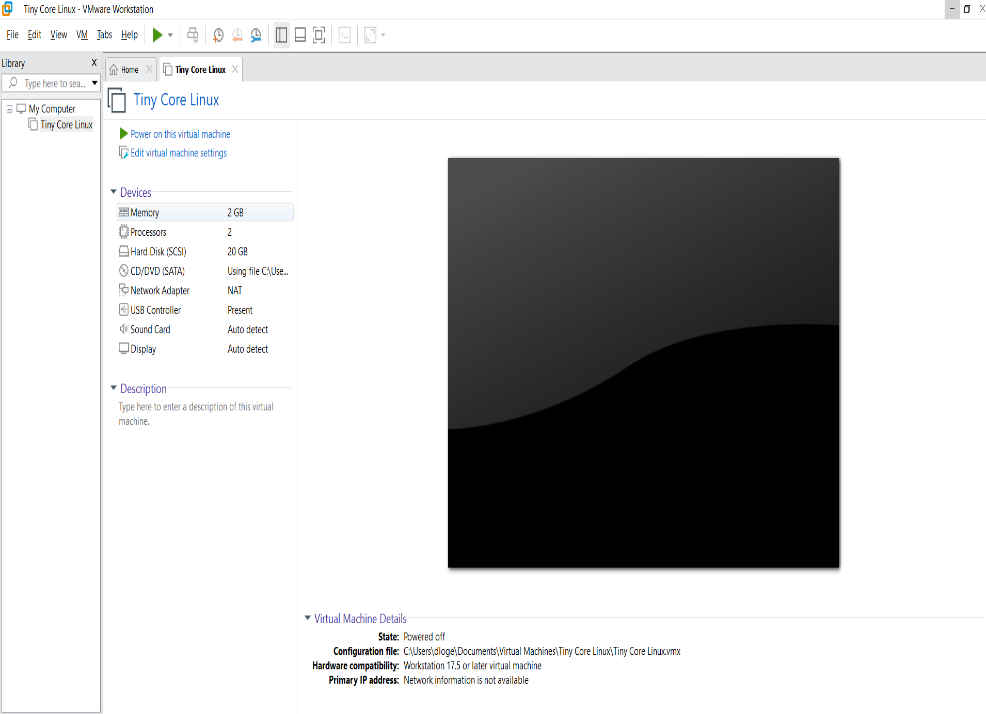 Tiny Core Linux - VMware Workstation
File Edit View VM Tabs Help
Library X
Home X Tiny Core Linux X
Type here to sea...
Tiny Core Linux
My Computer
Tiny Core Linux
Power on this virtual machine
Edit virtual machine settings
Devices
Memory 2 GB
Processors 2
Hard Disk (SCSI) 20 GB
CD/DVD (SATA) Using file C:\Use...
Network Adapter NAT
USB Controller Present
Sound Card Auto detect
Display Auto detect
Description
Type here to enter a description of this virtual
machine.
Virtual Machine Details
State: Powered off
Configuration file: C:\Users\dloge\Documents\Virtual Machines\Tiny Core Linux\Tiny Core Linux.vmx
Hardware compatibility: Workstation 17.5 or later virtual machine
Primary IP address: Network information is not available